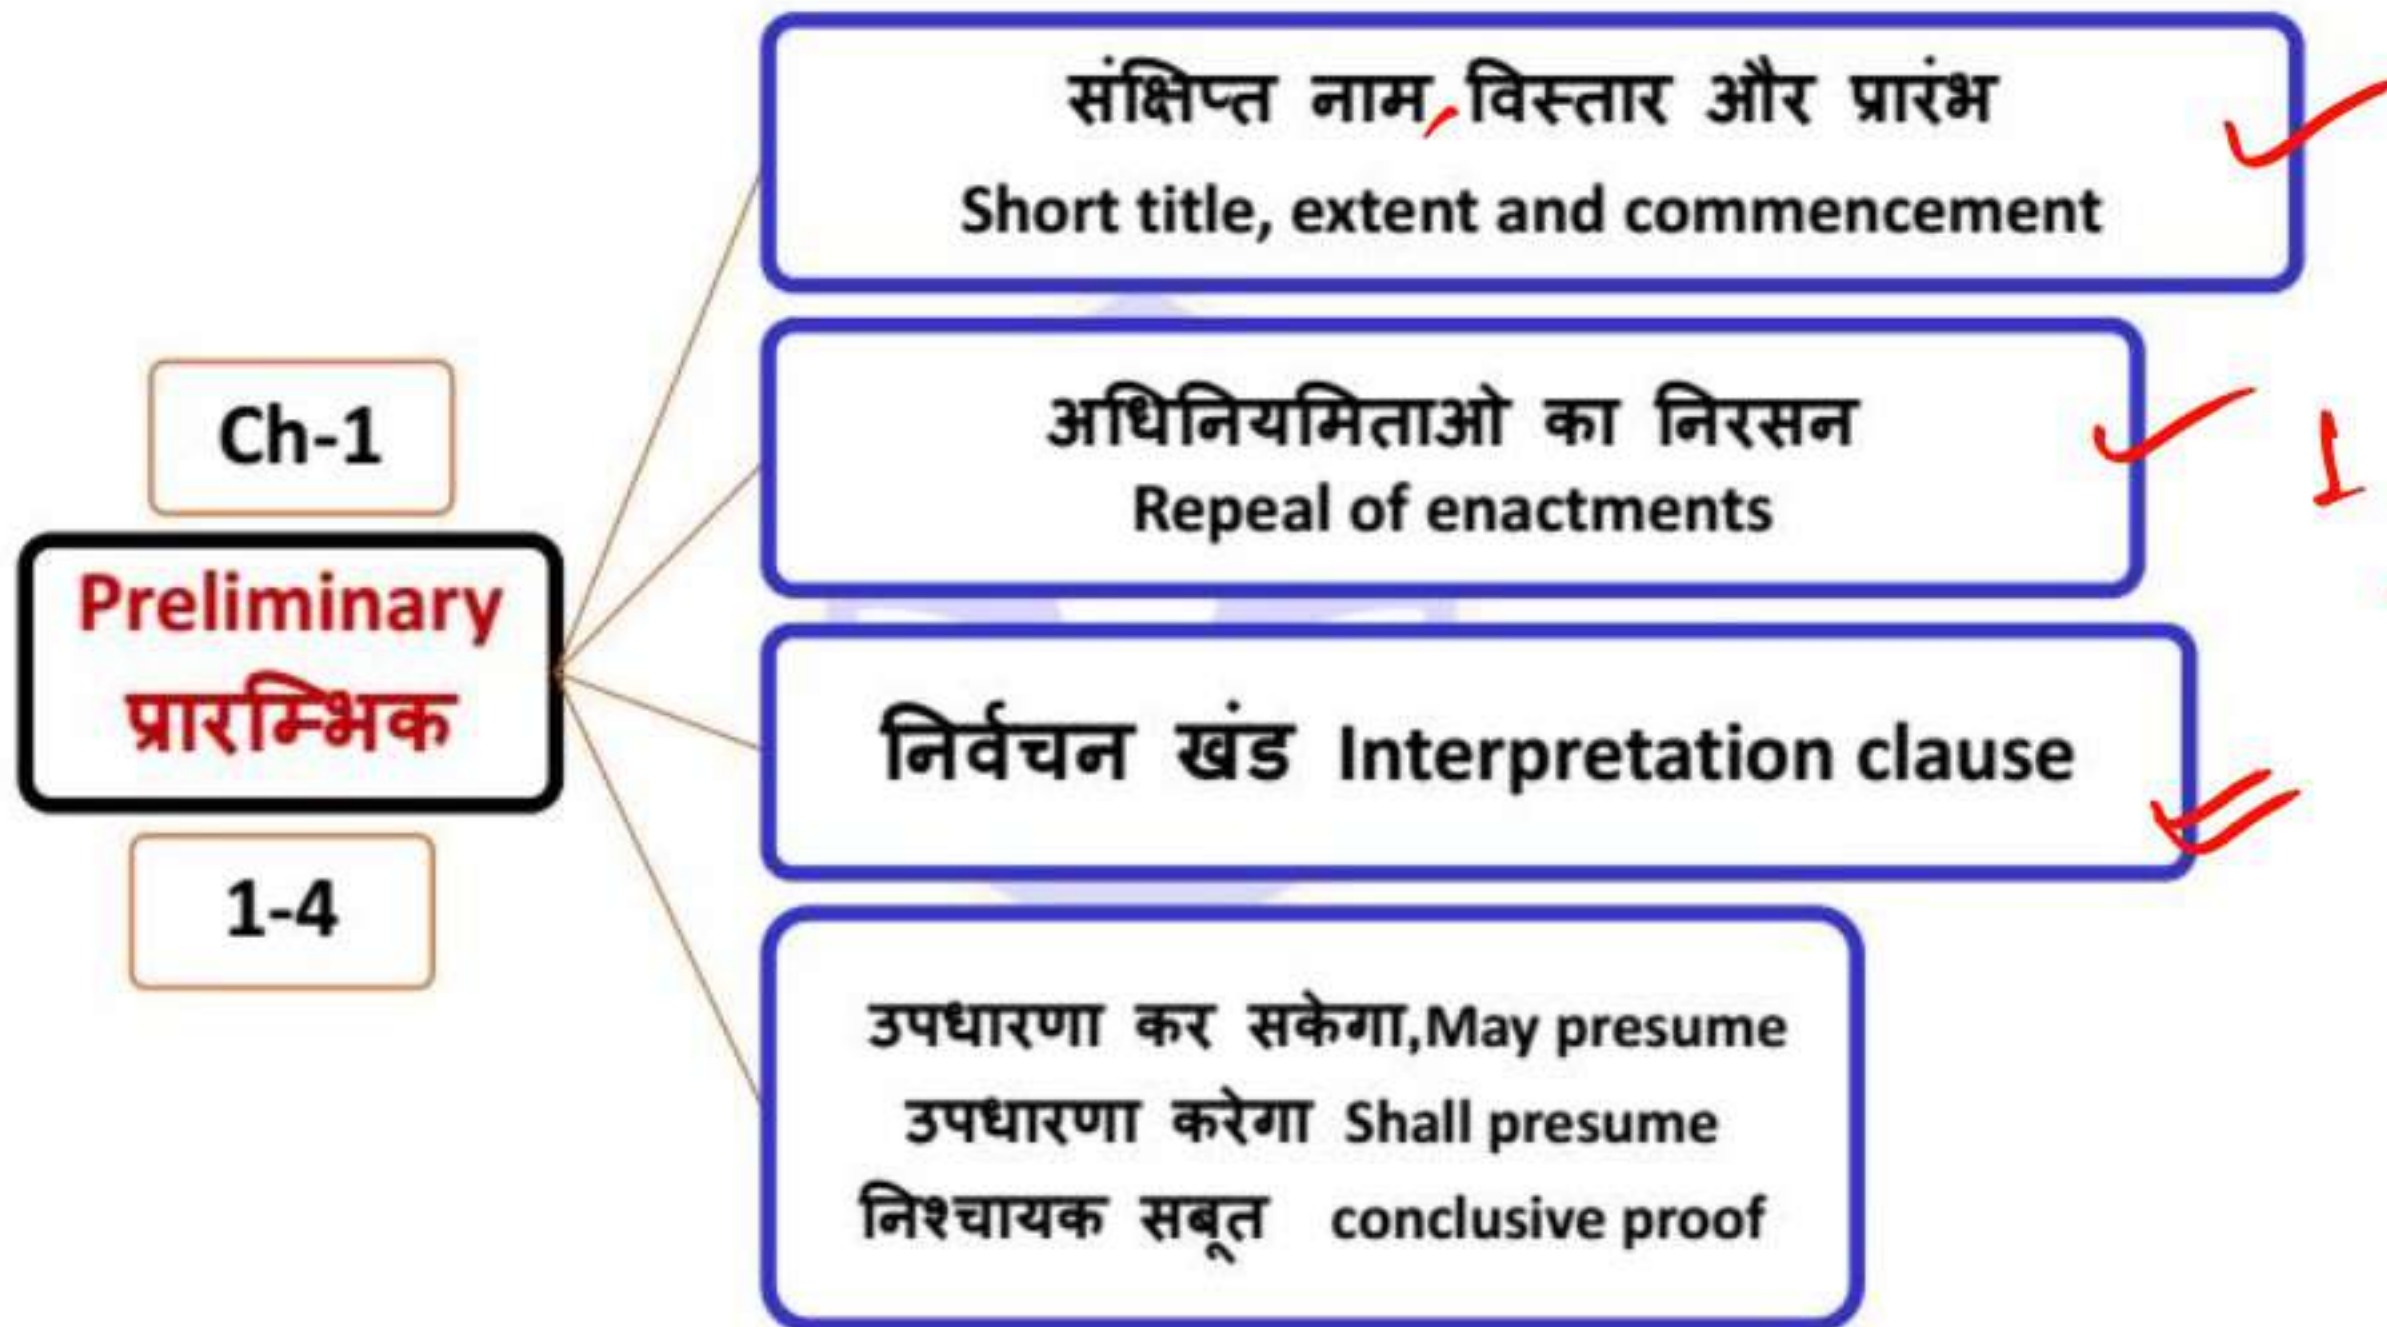 Ch-1
Preliminary
प्रारम्भिक
1-4
संक्षिप्त नाम, विस्तार और प्रारंभ
Short title, extent and commencement
अधिनियमिताओ का निरसन
Repeal of enactments
1
निर्वचन खंड Interpretation clause
उपधारणा कर सकेगा,May presume
उपधारणा करेगा Shall presume
निश्चायक सबूत conclusive proof